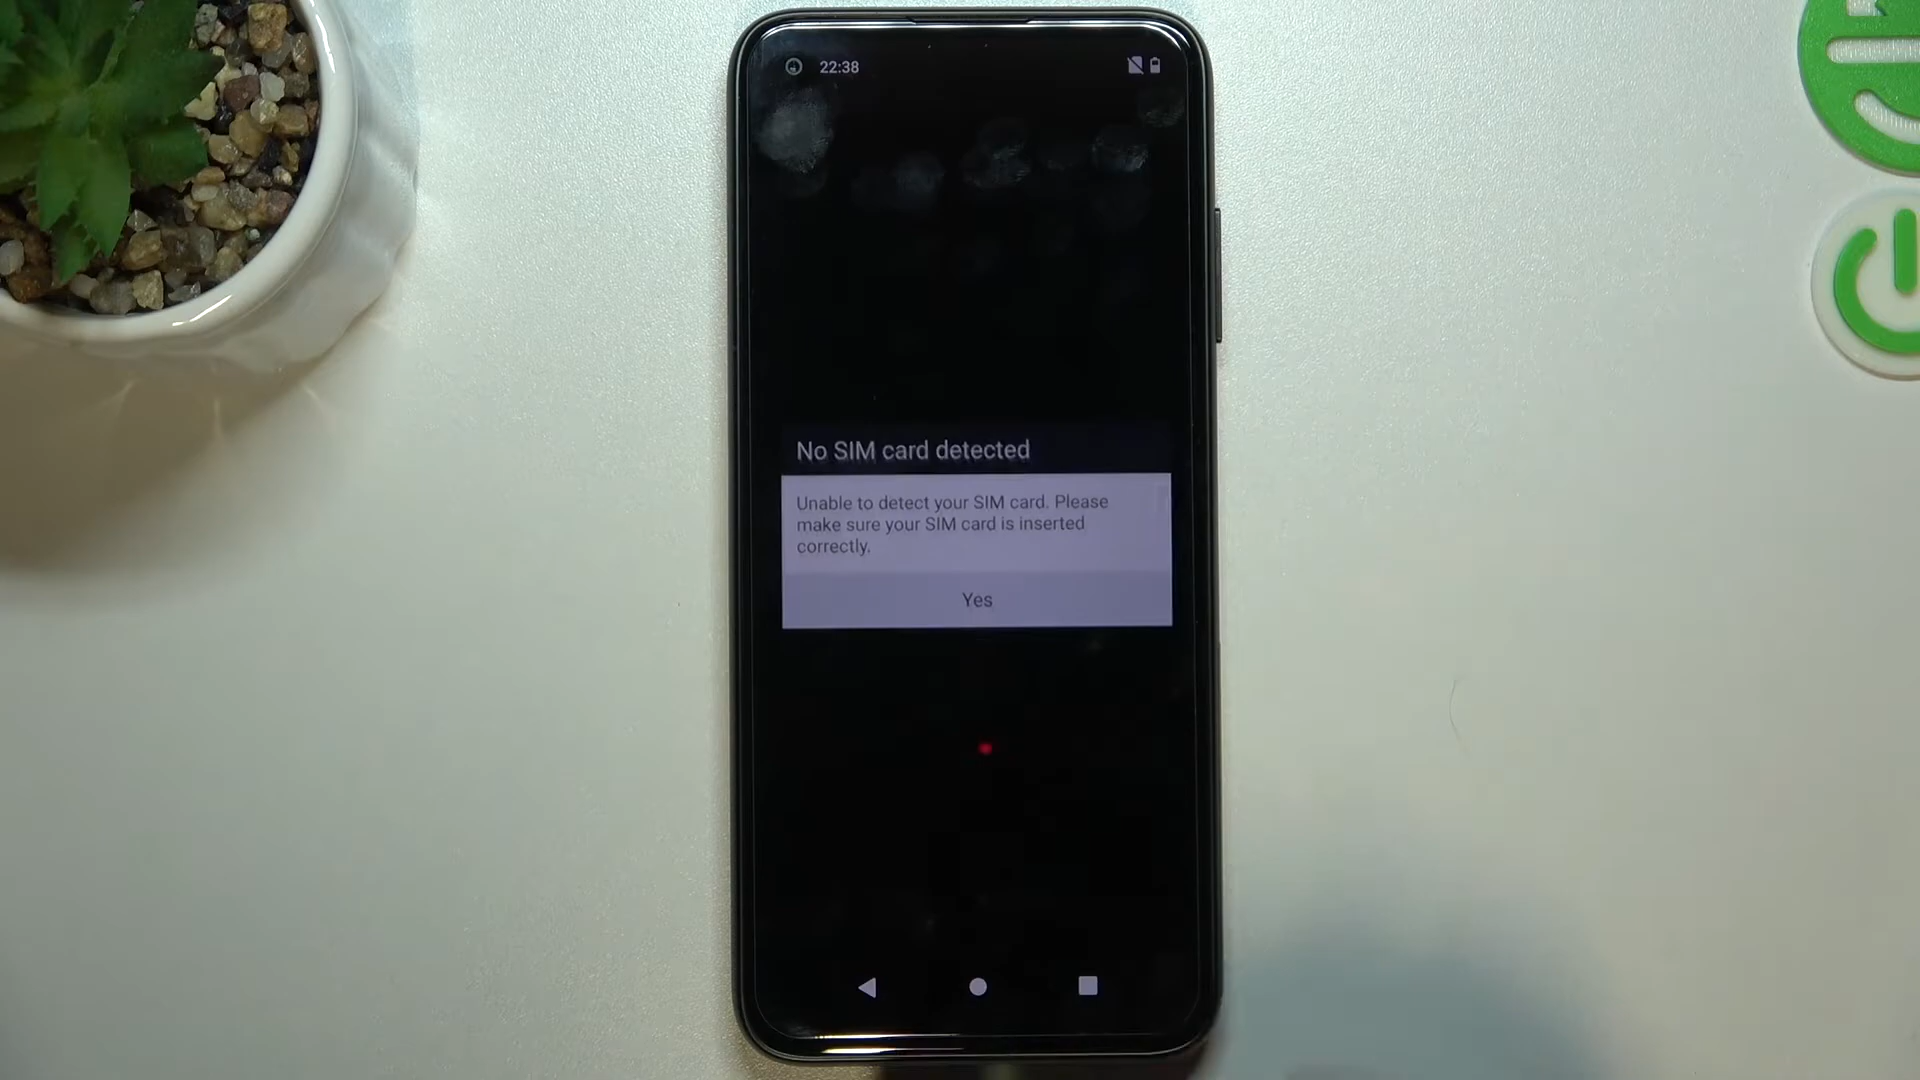 22:38
No SIM card detected
Unable to detect your SIM card. Please
make sure your SIM card is inserted
correctly.
Yes